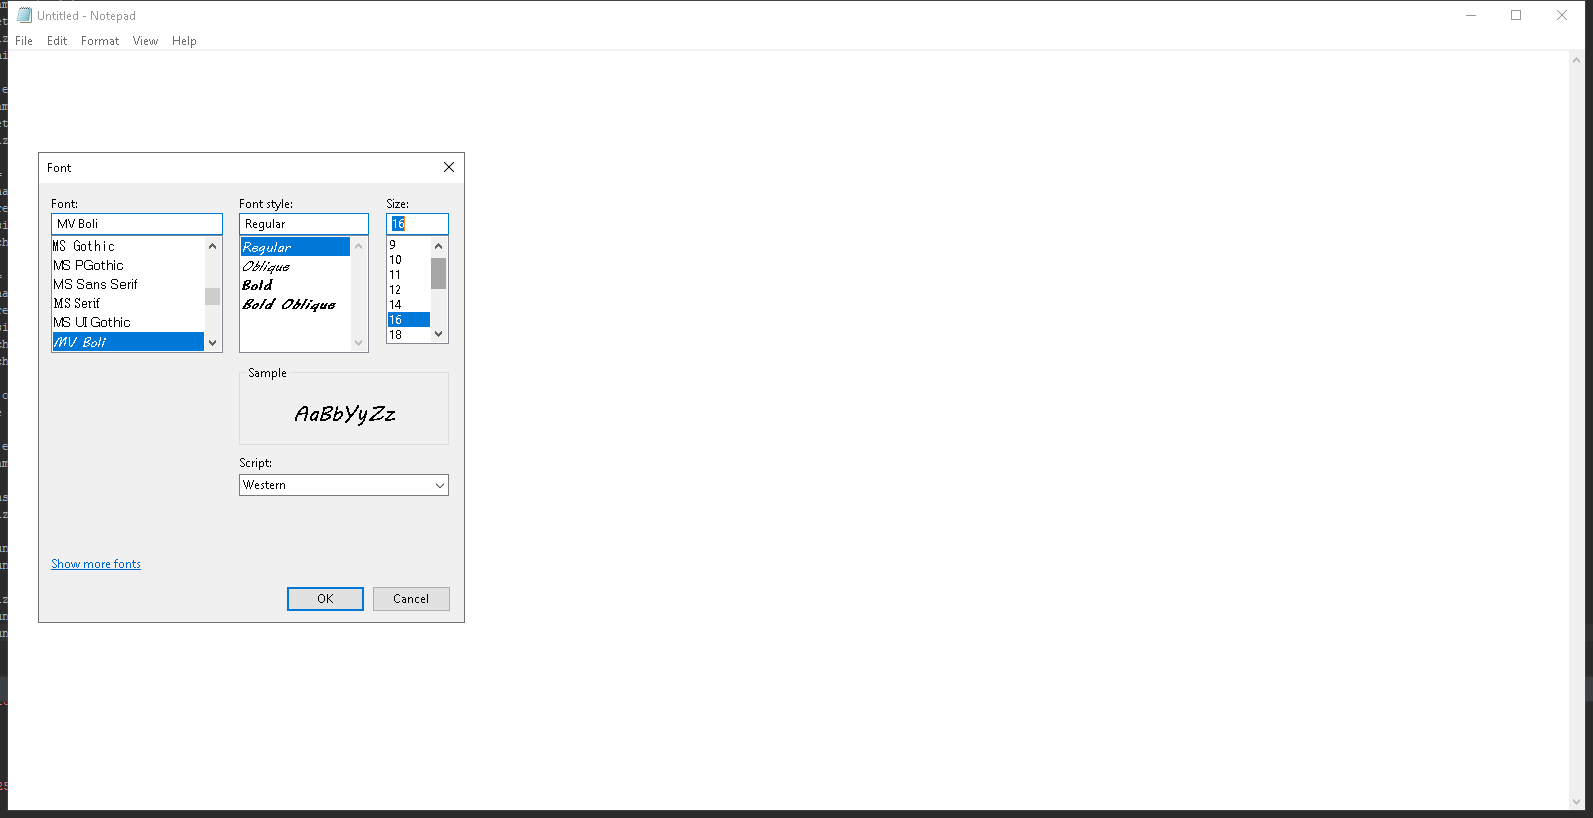 Untitled - Notepad
File Edit Format View Help
Font
Font: Font style: Size:
MV Boli Regular 16
MS Gothic
MS PGothic
MS Sans Serif
MS Serif
MS UI Gothic
MV Boli
Regular
Oblique
Bold
Bold Oblique
9
10
11
12
14
16
18
Sample
AaBbYyZz
Script:
Western
Show more fonts
OK Cancel